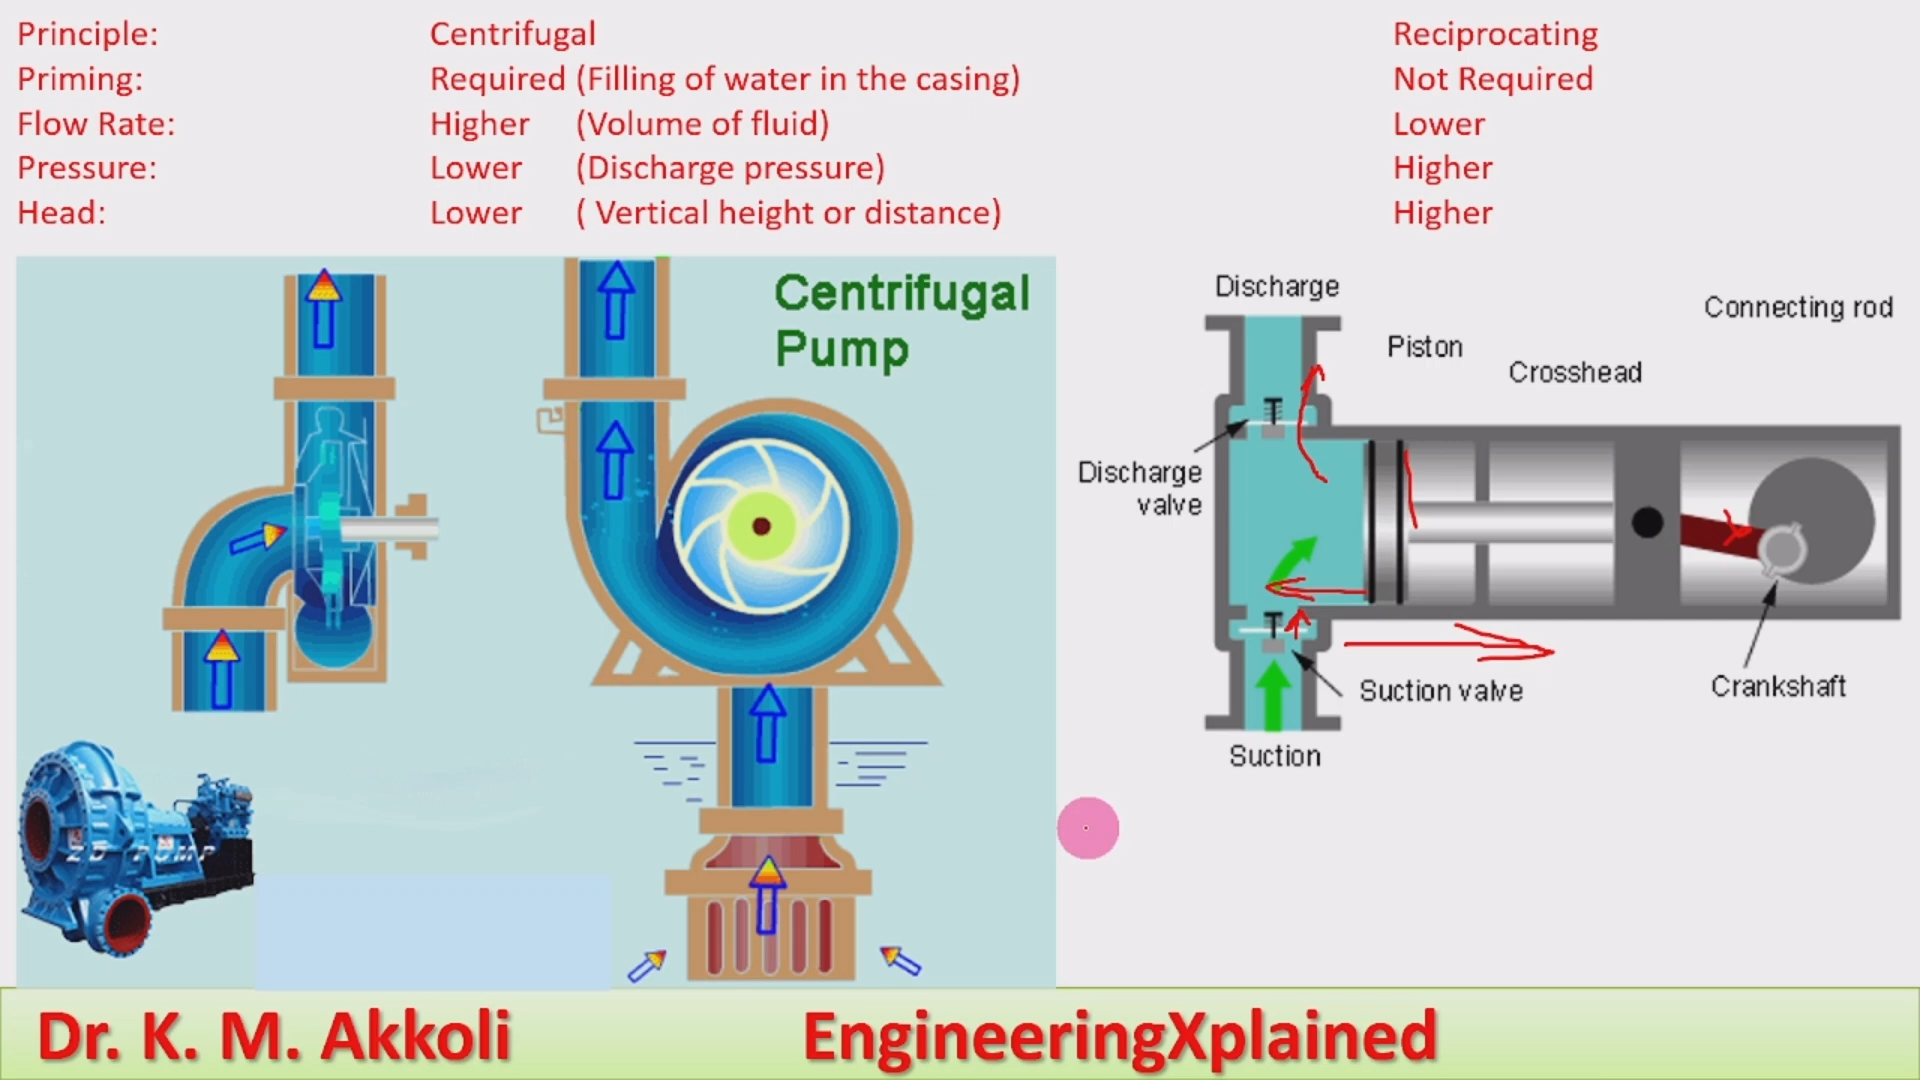 Principle: Centrifugal Reciprocating
Priming: Required (Filling of water in the casing) Not Required
Flow Rate: Higher (Volume of fluid) Lower
Pressure: Lower (Discharge pressure) Higher
Head: Lower ( Vertical height or distance) Higher
Centrifugal
Pump
Discharge
Connecting rod
Piston
Crosshead
Discharge
valve
Suction valve
Crankshaft
Suction
ZD PUMP
Dr. K. M. Akkoli EngineeringXplained